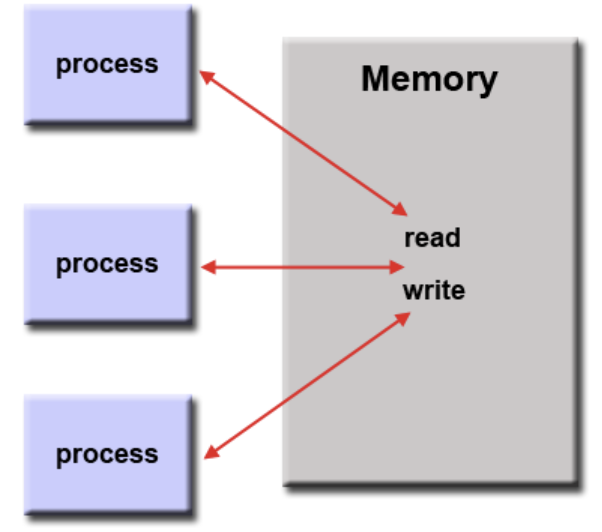 process
Memory
read
process
write
process